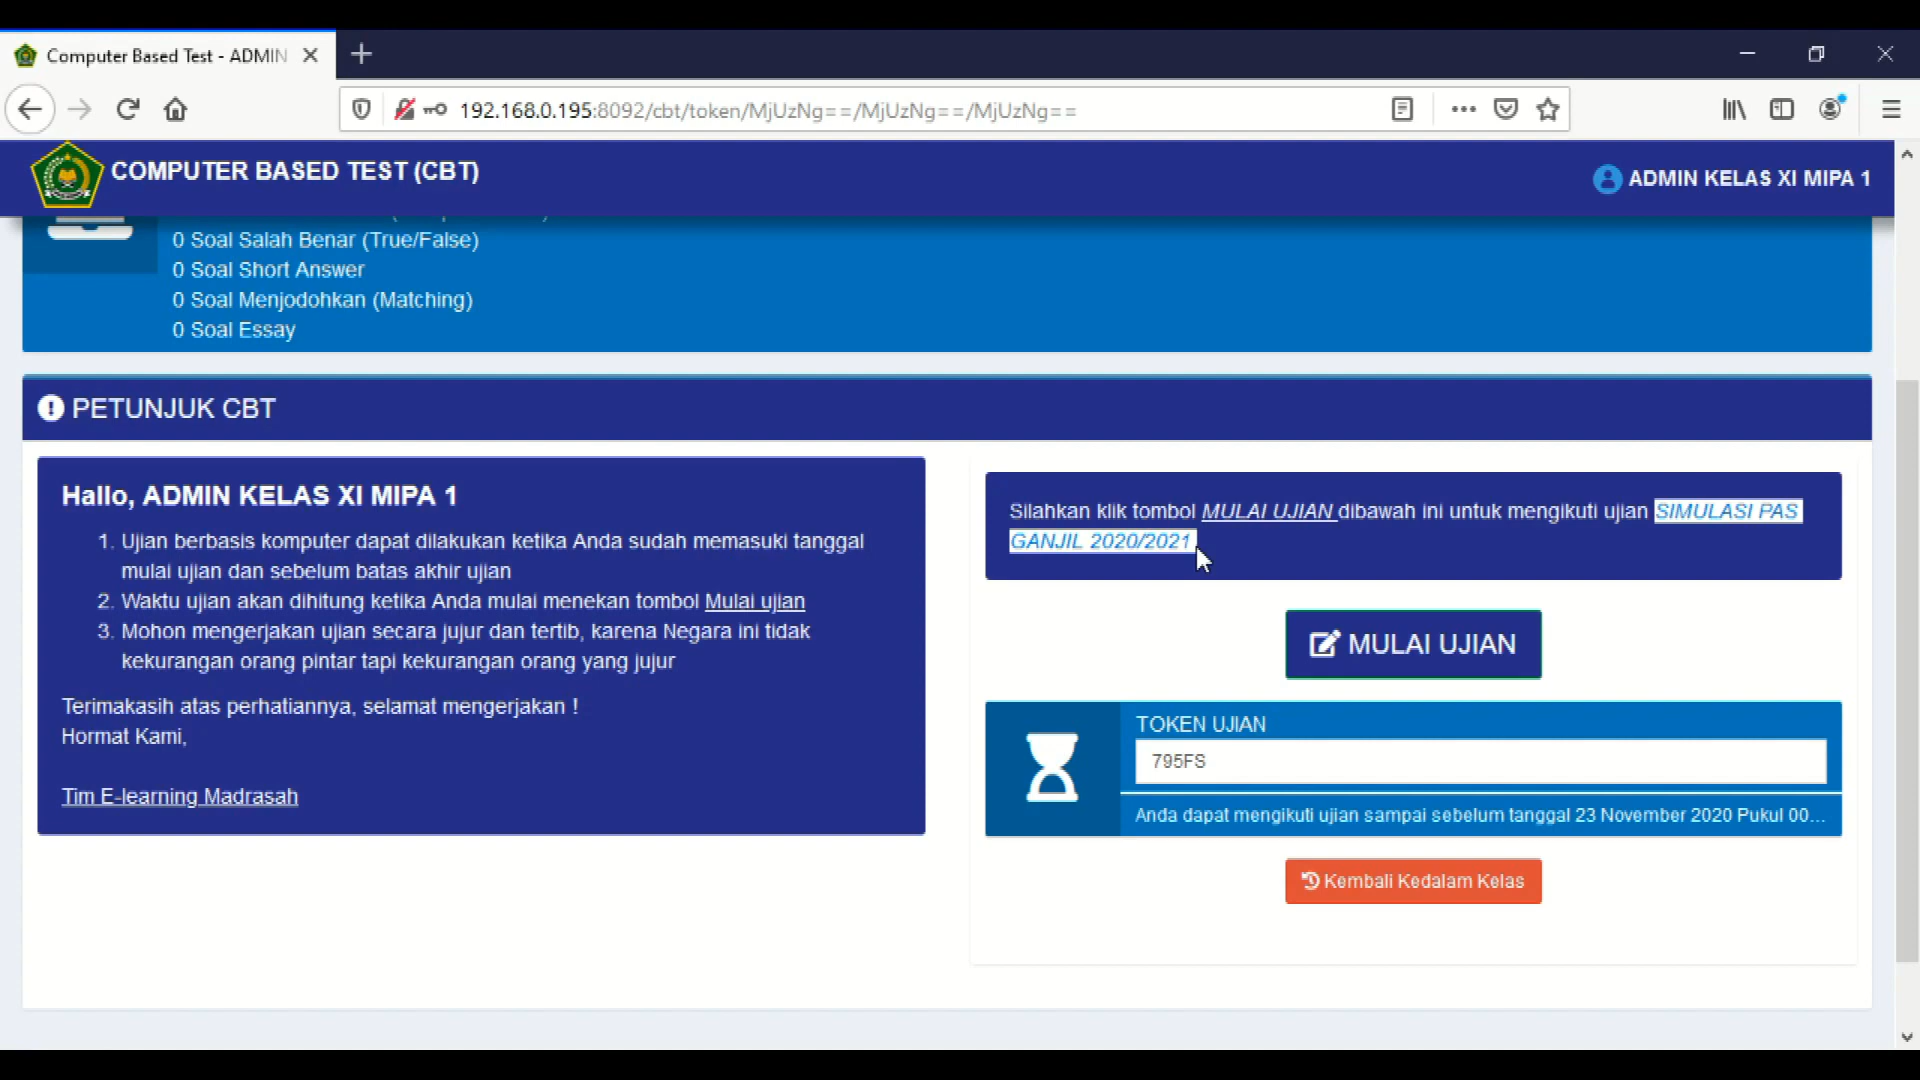 Computer Based Test - ADMIN
192.168.0.195:8092/cbt/token/MjUzNg==/MjUzNg==/MjUzNg==
COMPUTER BASED TEST (CBT)
ADMIN KELAS XI MIPA 1
0 Soal Salah Benar (True/False)
0 Soal Short Answer
0 Soal Menjodohkan (Matching)
0 Soal Essay
PETUNJUK CBT
Hallo, ADMIN KELAS XI MIPA 1
1. Ujian berbasis komputer dapat dilakukan ketika Anda sudah memasuki tanggal
mulai ujian dan sebelum batas akhir ujian
2. Waktu ujian akan dihitung ketika Anda mulai menekan tombol Mulai ujian
3. Mohon mengerjakan ujian secara jujur dan tertib, karena Negara ini tidak
kekurangan orang pintar tapi kekurangan orang yang jujur
Terimakasih atas perhatiannya, selamat mengerjakan !
Hormat Kami,
Tim E-learning Madrasah
Silahkan klik tombol MULAI UJIAN dibawah ini untuk mengikuti ujian SIMULASI PAS
GANJIL 2020/2021
MULAI UJIAN
TOKEN UJIAN
795FS
Anda dapat mengikuti ujian sampai sebelum tanggal 23 November 2020 Pukul 00...
Kembali Kedalam Kelas